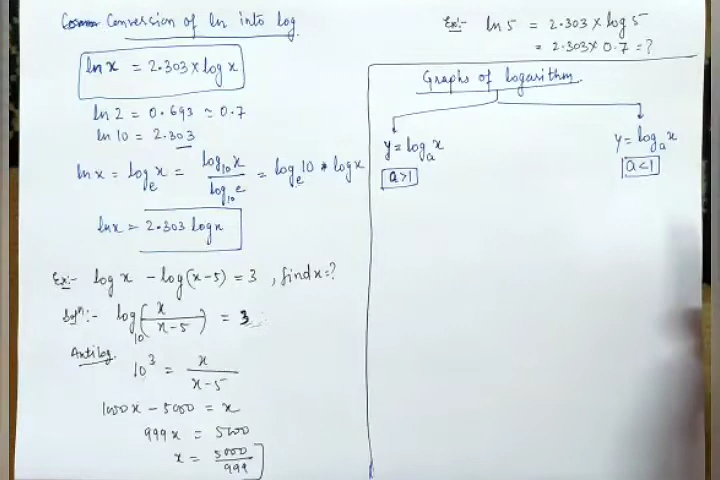 Conversion of ln into log
ln x = 2.303 × log x
ln 2 = 0.693 ≃ 0.7
ln 10 = 2.303
ln x = log_e x = log_10 x / log_10 e = log_e 10 * log x
ln x = 2.303 log x
Ex:- log x - log(x-5) = 3 , find x=?
Solⁿ:- log_10 (x / x-5) = 3
Antilog. 10^3 = x / x-5
1000x - 5000 = x
999x = 5000
x = 5000 / 999
Ex:- ln 5 = 2.303 × log 5
= 2.303 × 0.7 = ?
Graphs of logarithm.
y = log_a x
a>1
y = log_a x
a<1